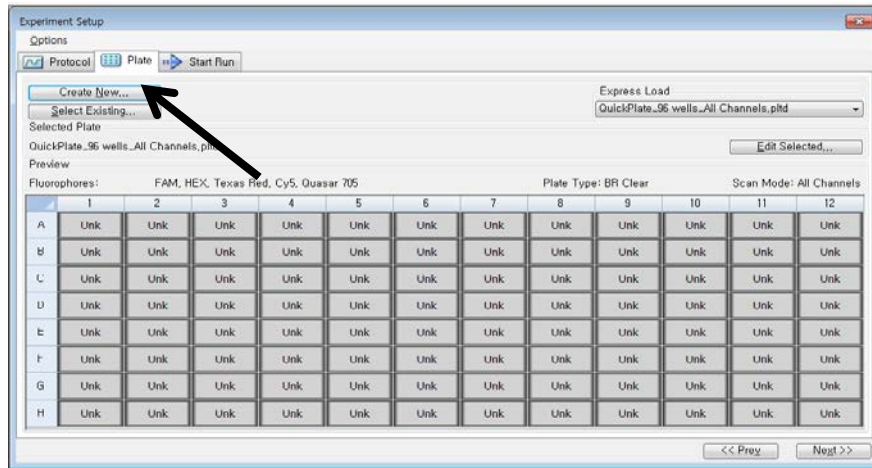 Experiment Setup
Options
Protocol Plate Start Run
Create New...
Express Load
Select Existing...
QuickPlate_96 wells_All Channels.pltd
Selected Plate
QuickPlate_96 wells_All Channels.pltd
Edit Selected...
Preview
Fluorophores: FAM, HEX, Texas Red, Cy5, Quasar 705 Plate Type: BR Clear Scan Mode: All Channels
1 2 3 4 5 6 7 8 9 10 11 12
A Unk Unk Unk Unk Unk Unk Unk Unk Unk Unk Unk Unk
B Unk Unk Unk Unk Unk Unk Unk Unk Unk Unk Unk Unk
C Unk Unk Unk Unk Unk Unk Unk Unk Unk Unk Unk Unk
D Unk Unk Unk Unk Unk Unk Unk Unk Unk Unk Unk Unk
E Unk Unk Unk Unk Unk Unk Unk Unk Unk Unk Unk Unk
F Unk Unk Unk Unk Unk Unk Unk Unk Unk Unk Unk Unk
G Unk Unk Unk Unk Unk Unk Unk Unk Unk Unk Unk Unk
H Unk Unk Unk Unk Unk Unk Unk Unk Unk Unk Unk Unk
<< Prev Next >>